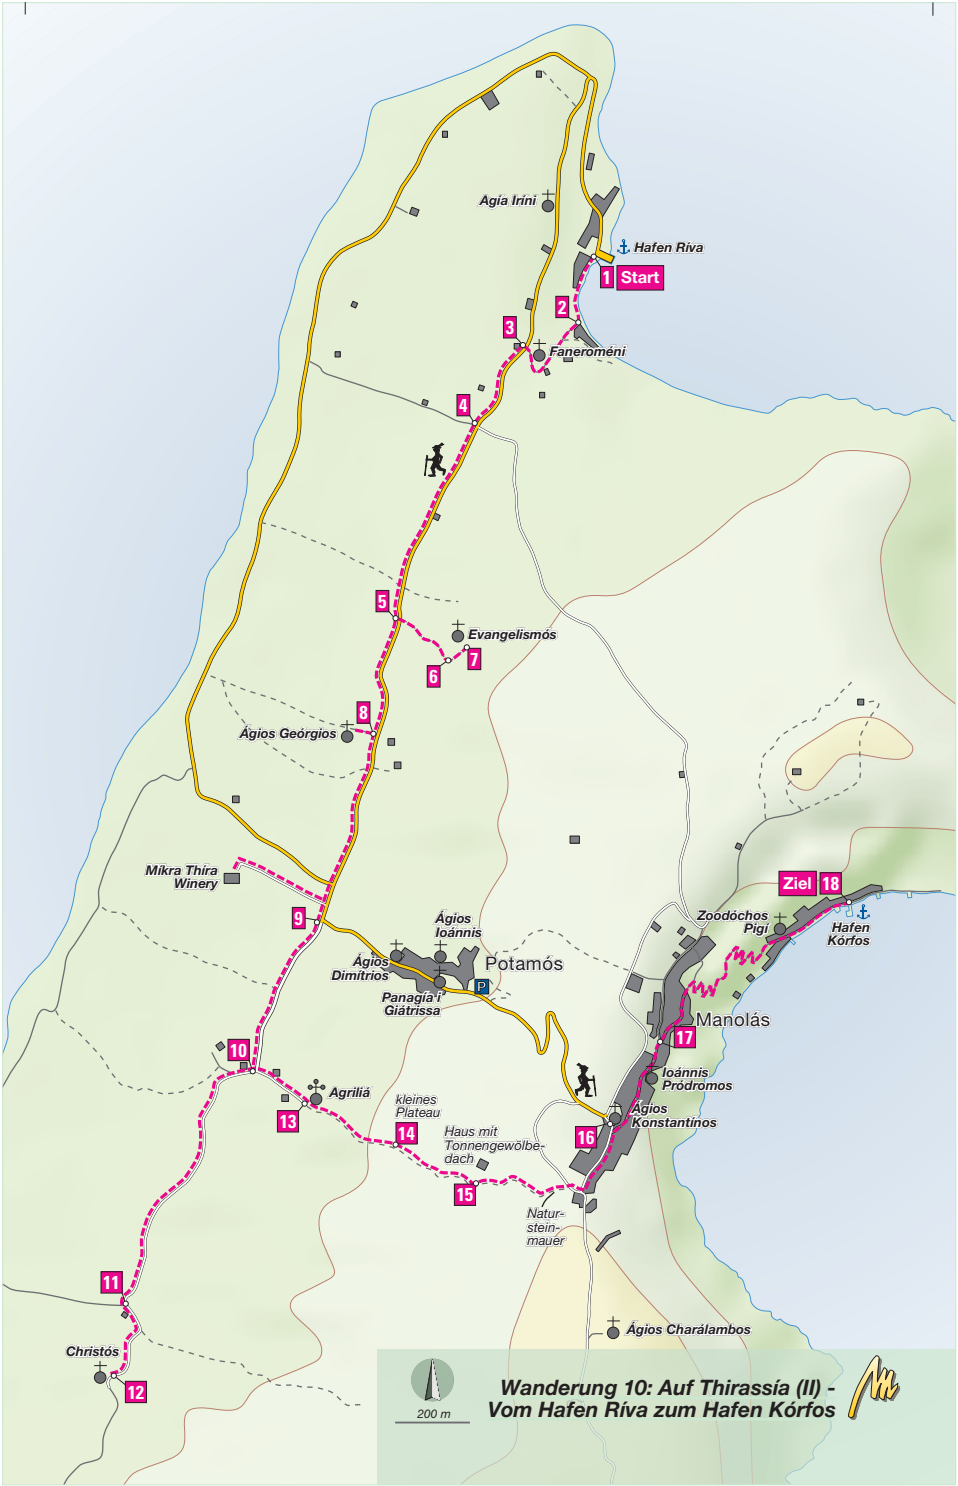 Agía Iríni
Hafen Ríva
1 Start
2
3
Faneroméni
4
5
Evangelismós
7
6
8
Ágios Geórgios
Míkra Thíra
Winery
Ziel 18
9
Ágios
Ioánnis
Zoodóchos
Pigí
Hafen
Kórfos
Ágios
Dimítrios
Potamós
P
Panagía i
Giátrissa
Manolás
17
10
Ioánnis
Pródromos
Agriliá
kleines
Plateau
13
14
Ágios
Konstantínos
16
Haus mit
Tonnengewölbe-
dach
15
Natur-
stein-
mauer
11
Ágios Charálambos
Christós
12
200 m
Wanderung 10: Auf Thirassía (II) -
Vom Hafen Ríva zum Hafen Kórfos